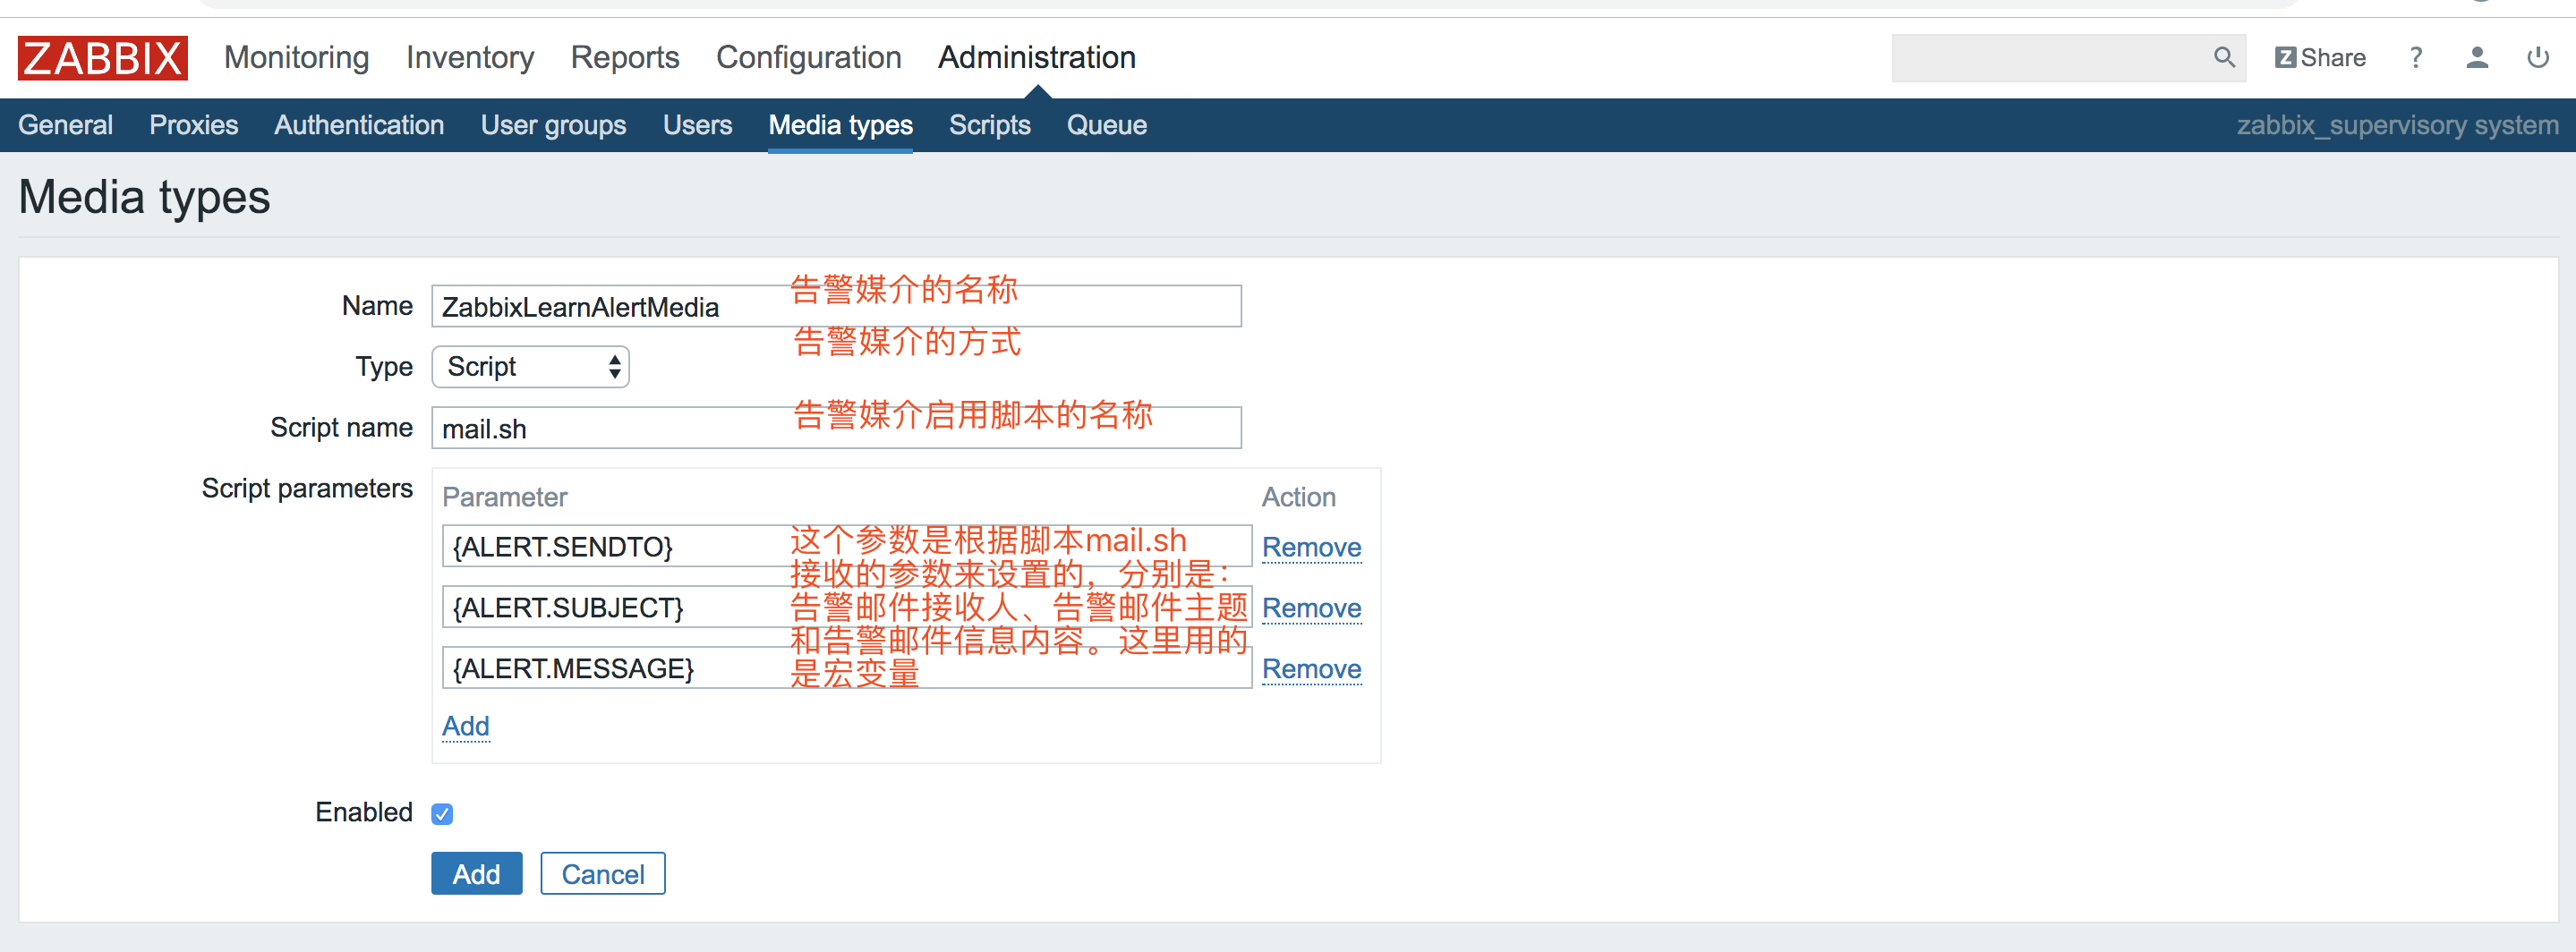 ZABBIX Monitoring Inventory Reports Configuration Administration Z Share ?
General Proxies Authentication User groups Users Media types Scripts Queue zabbix_supervisory system
Media types
告警媒介的名称
Name ZabbixLearnAlertMedia
告警媒介的方式
Type Script
告警媒介启用脚本的名称
Script name mail.sh
Script parameters Parameter Action
{ALERT.SENDTO} 这个参数是根据脚本mail.sh Remove
接收的参数来设置的，分别是：
{ALERT.SUBJECT} 告警邮件接收人、告警邮件主题 Remove
和告警邮件信息内容。这里用的
{ALERT.MESSAGE} 是宏变量 Remove
Add
Enabled
Add Cancel